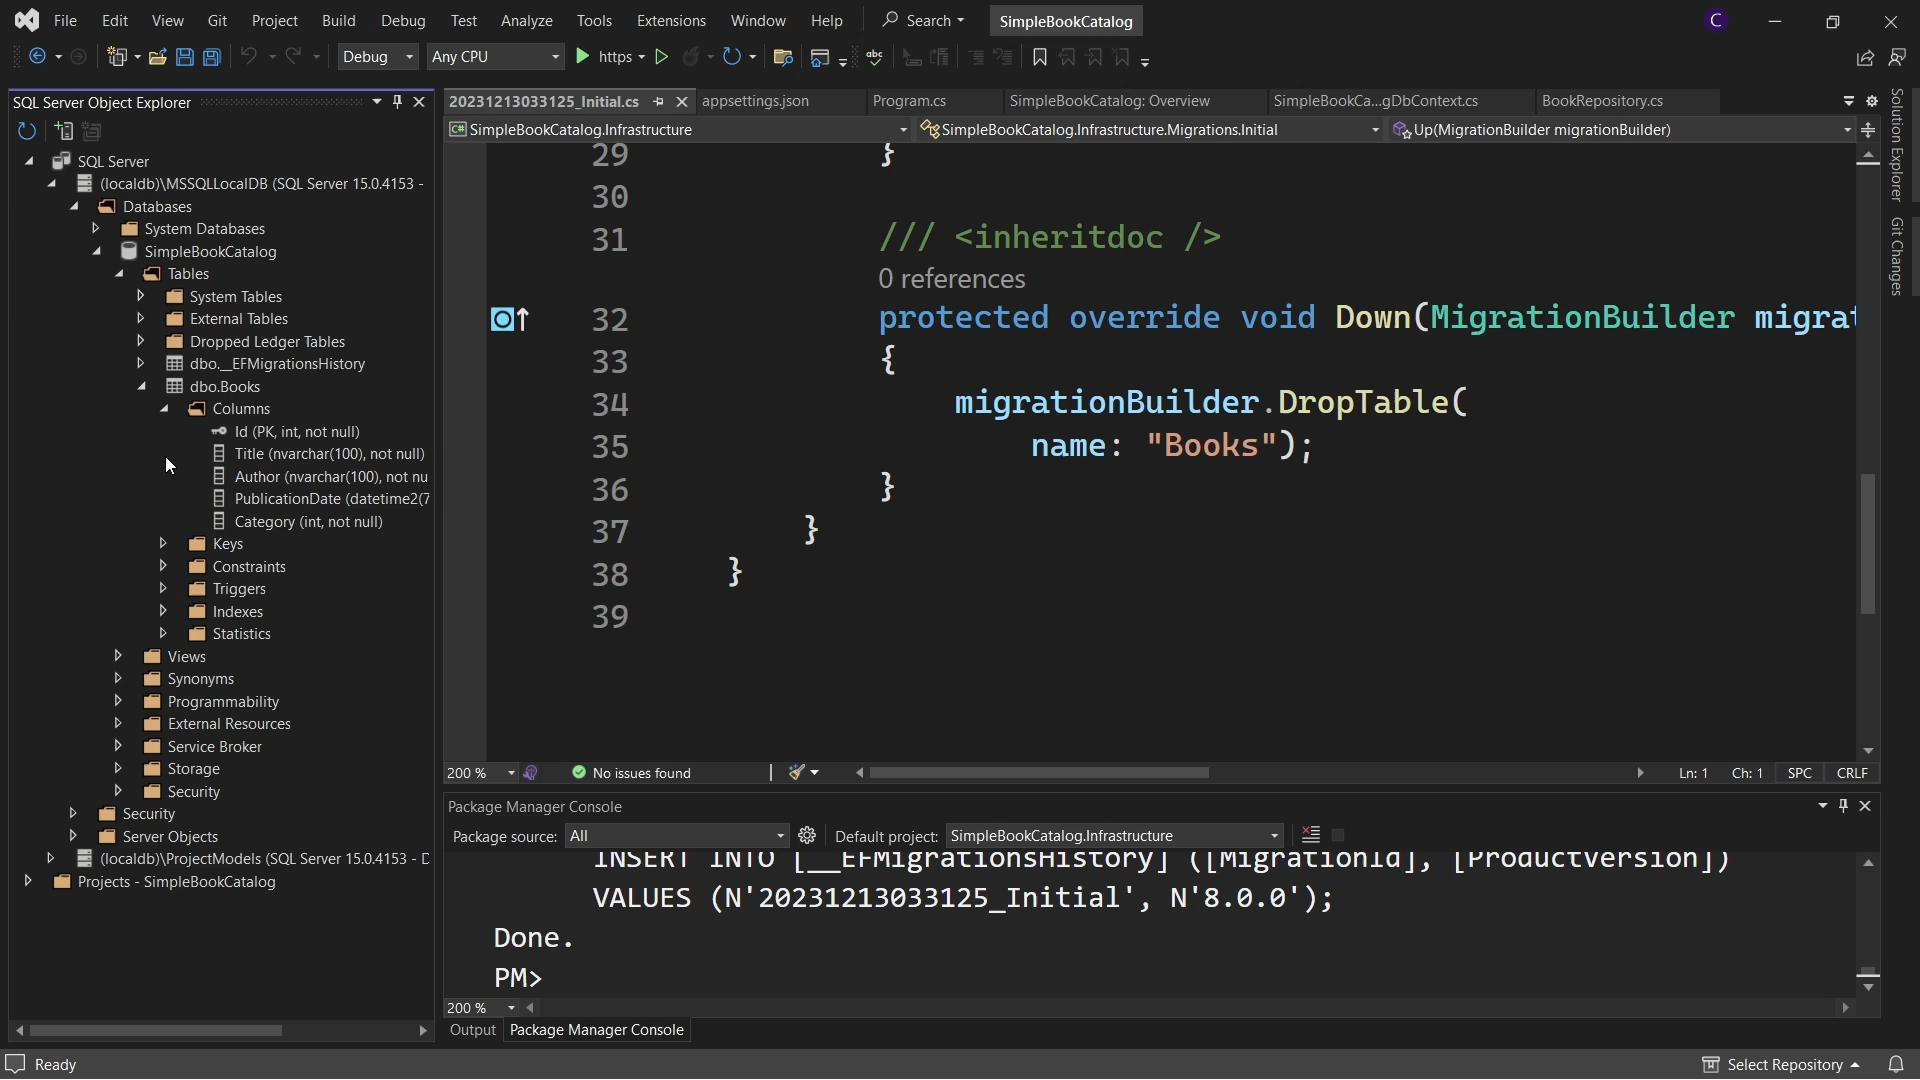 File Edit View Git Project Build Debug Test Analyze Tools Extensions Window Help Search SimpleBookCatalog C
Debug Any CPU https abc
SQL Server Object Explorer
SQL Server
(localdb)\MSSQLLocalDB (SQL Server 15.0.4153 -
Databases
System Databases
SimpleBookCatalog
Tables
System Tables
External Tables
Dropped Ledger Tables
dbo.__EFMigrationsHistory
dbo.Books
Columns
Id (PK, int, not null)
Title (nvarchar(100), not null)
Author (nvarchar(100), not nu
PublicationDate (datetime2(7
Category (int, not null)
Keys
Constraints
Triggers
Indexes
Statistics
Views
Synonyms
Programmability
External Resources
Service Broker
Storage
Security
Security
Server Objects
(localdb)\ProjectModels (SQL Server 15.0.4153 - D
Projects - SimpleBookCatalog
20231213033125_Initial.cs appsettings.json Program.cs SimpleBookCatalog: Overview SimpleBookCa...gDbContext.cs BookRepository.cs
C# SimpleBookCatalog.Infrastructure SimpleBookCatalog.Infrastructure.Migrations.Initial Up(MigrationBuilder migrationBuilder)
29 }
30
31 /// <inheritdoc />
0 references
32 protected override void Down(MigrationBuilder migrat
33 {
34 migrationBuilder.DropTable(
35 name: "Books");
36 }
37 }
38 }
39
200 % No issues found Ln: 1 Ch: 1 SPC CRLF
Package Manager Console
Package source: All Default project: SimpleBookCatalog.Infrastructure
INSERT INTO [__EFMigrationsHistory] ([MigrationId], [ProductVersion])
VALUES (N'20231213033125_Initial', N'8.0.0');
Done.
PM>
200 %
Output Package Manager Console
Solution Explorer
Git Changes
Ready Select Repository